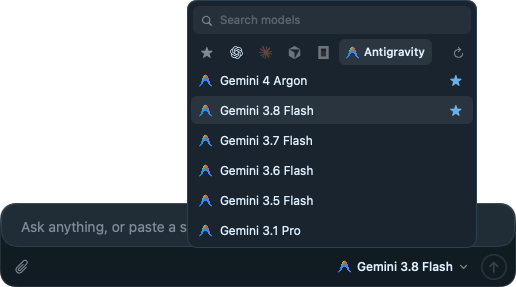 Search models
Antigravity
Gemini 4 Argon
Gemini 3.8 Flash
Gemini 3.7 Flash
Gemini 3.6 Flash
Gemini 3.5 Flash
Gemini 3.1 Pro
Ask anything, or paste a s
Gemini 3.8 Flash